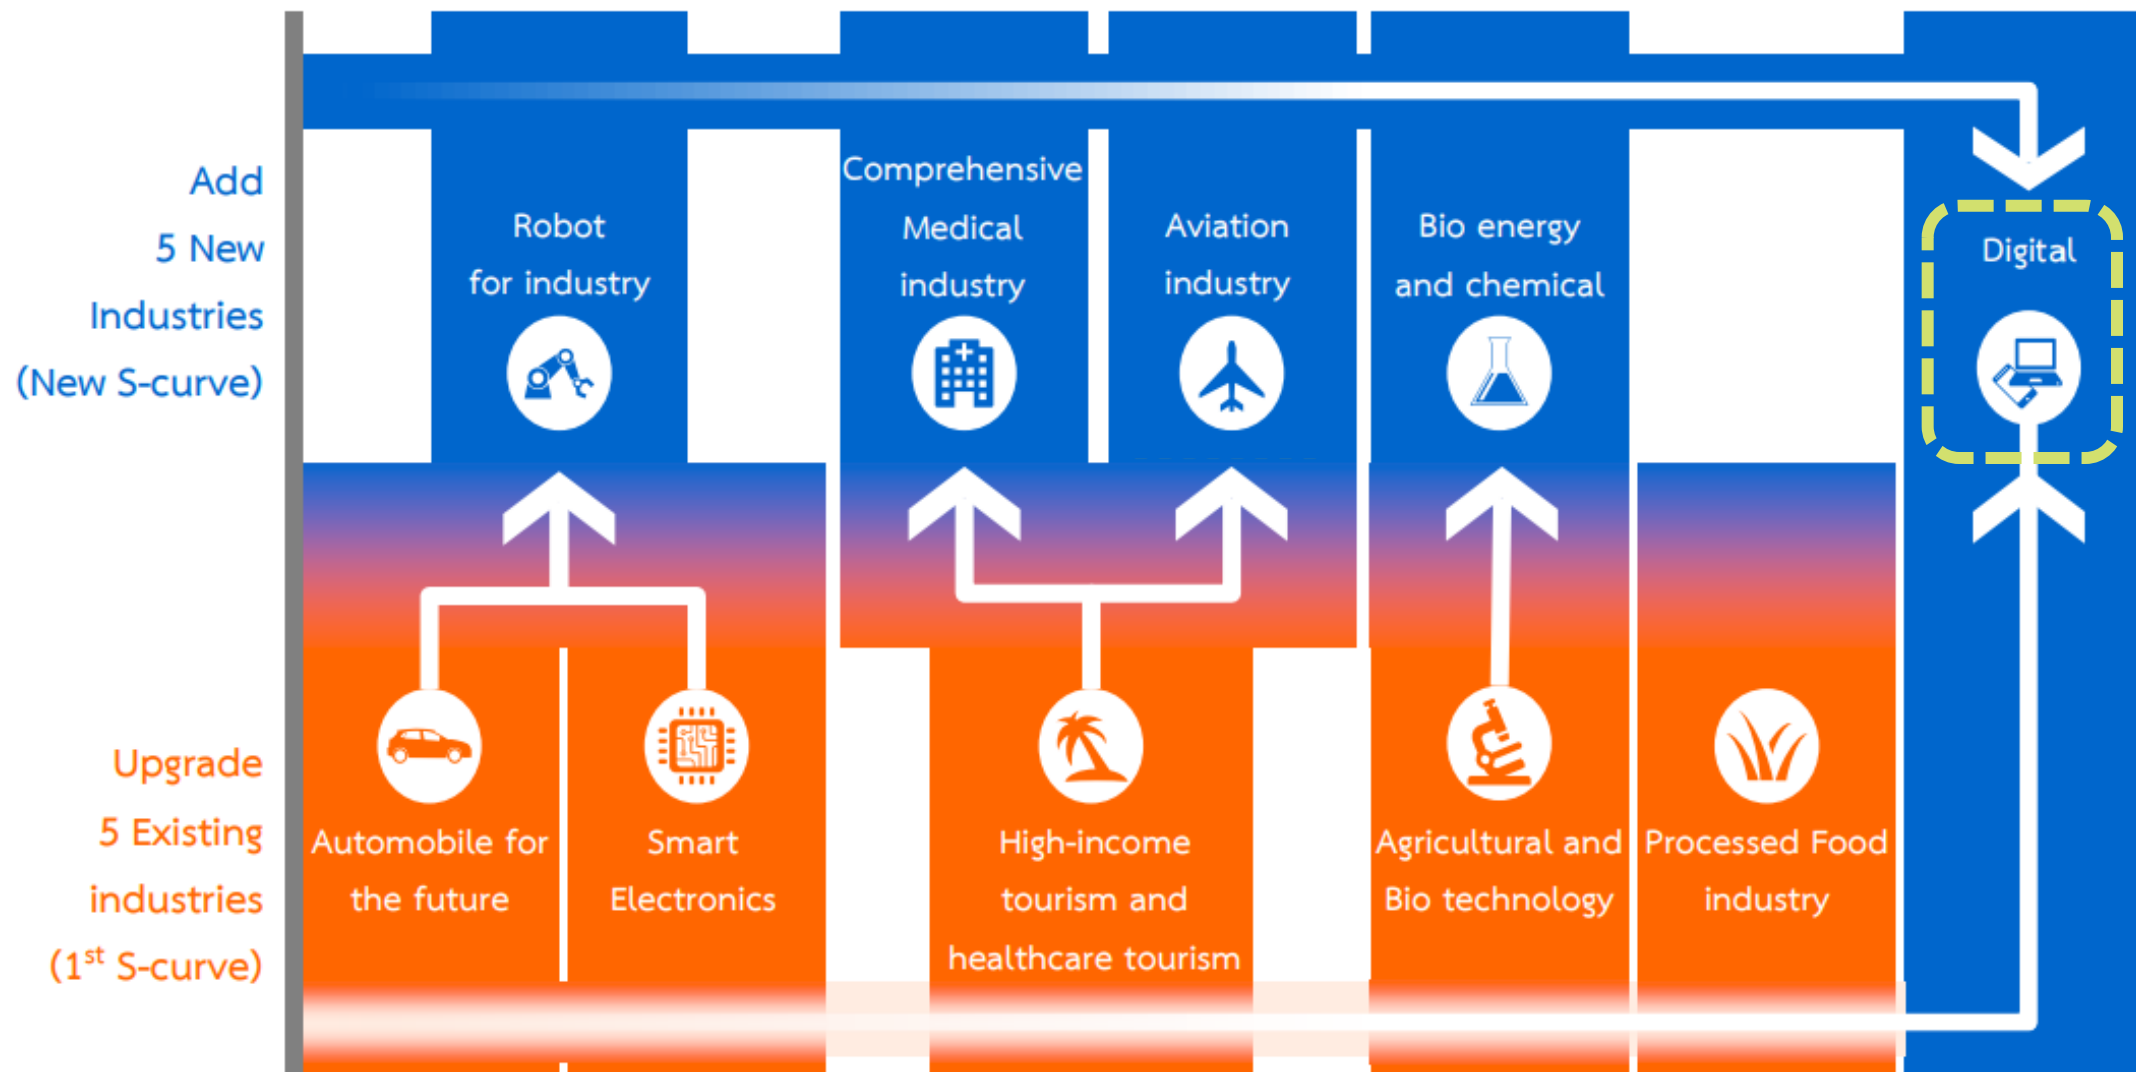 Add
5 New
Industries
(New S-curve)
Robot
for industry
Comprehensive
Medical
industry
Aviation
industry
Bio energy
and chemical
Digital
Upgrade
5 Existing
industries
(1st S-curve)
Automobile for
the future
Smart
Electronics
High-income
tourism and
healthcare tourism
Agricultural and
Bio technology
Processed Food
industry